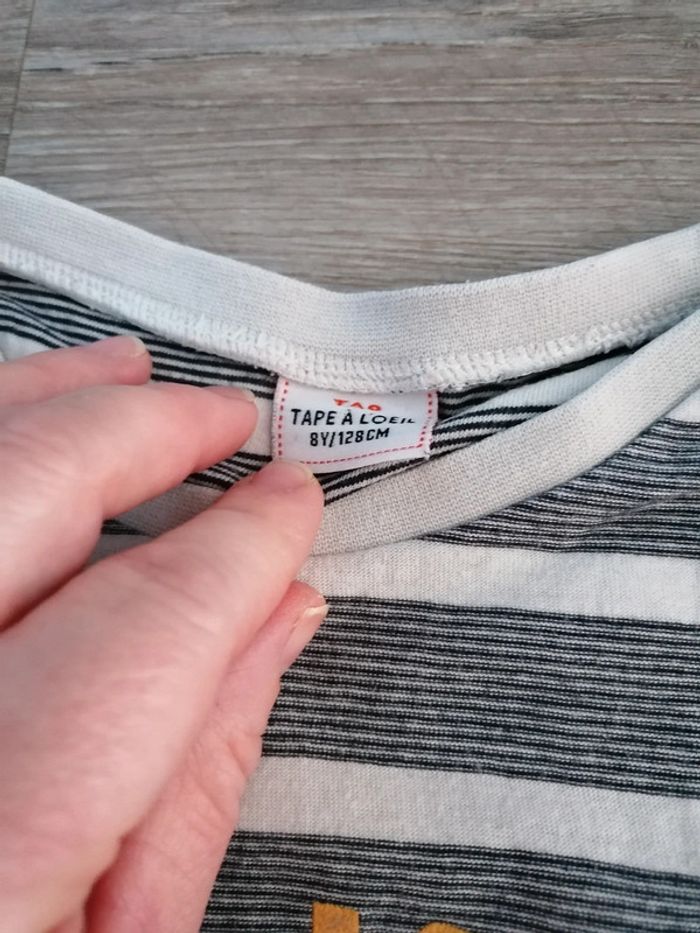 TAO
TAPE À L'OEIL
8Y/128CM